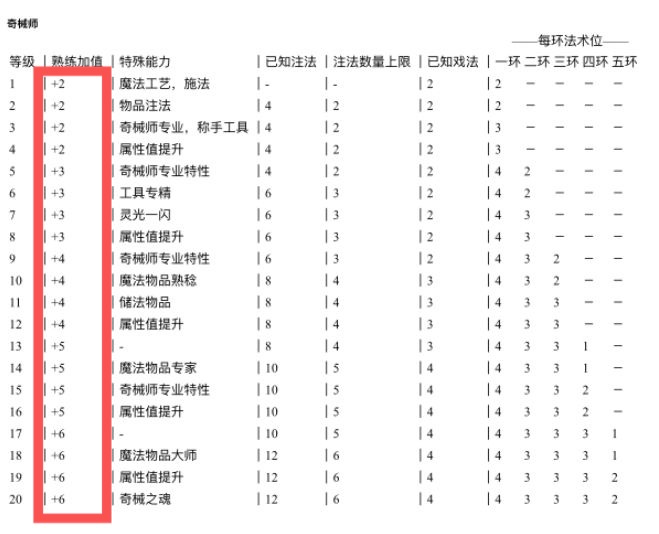 奇械师
——每环法术位——
等级 | 熟练加值 | 特殊能力 | 已知注法 | 注法数量上限 | 已知戏法 | 一环 二环 三环 四环 五环
1 | +2 | 魔法工艺，施法 | - | - | 2 | 2 — — — —
2 | +2 | 物品注法 | 4 | 2 | 2 | 2 — — — —
3 | +2 | 奇械师专业，称手工具 | 4 | 2 | 2 | 3 — — — —
4 | +2 | 属性值提升 | 4 | 2 | 2 | 3 — — — —
5 | +3 | 奇械师专业特性 | 4 | 2 | 2 | 4 2 — — —
6 | +3 | 工具专精 | 6 | 3 | 2 | 4 2 — — —
7 | +3 | 灵光一闪 | 6 | 3 | 2 | 4 3 — — —
8 | +3 | 属性值提升 | 6 | 3 | 2 | 4 3 — — —
9 | +4 | 奇械师专业特性 | 6 | 3 | 2 | 4 3 2 — —
10 | +4 | 魔法物品熟稔 | 8 | 4 | 3 | 4 3 2 — —
11 | +4 | 储法物品 | 8 | 4 | 3 | 4 3 3 — —
12 | +4 | 属性值提升 | 8 | 4 | 3 | 4 3 3 — —
13 | +5 | - | 8 | 4 | 3 | 4 3 3 1 —
14 | +5 | 魔法物品专家 | 10 | 5 | 4 | 4 3 3 1 —
15 | +5 | 奇械师专业特性 | 10 | 5 | 4 | 4 3 3 2 —
16 | +5 | 属性值提升 | 10 | 5 | 4 | 4 3 3 2 —
17 | +6 | - | 10 | 5 | 4 | 4 3 3 3 1
18 | +6 | 魔法物品大师 | 12 | 6 | 4 | 4 3 3 3 1
19 | +6 | 属性值提升 | 12 | 6 | 4 | 4 3 3 3 2
20 | +6 | 奇械之魂 | 12 | 6 | 4 | 4 3 3 3 2